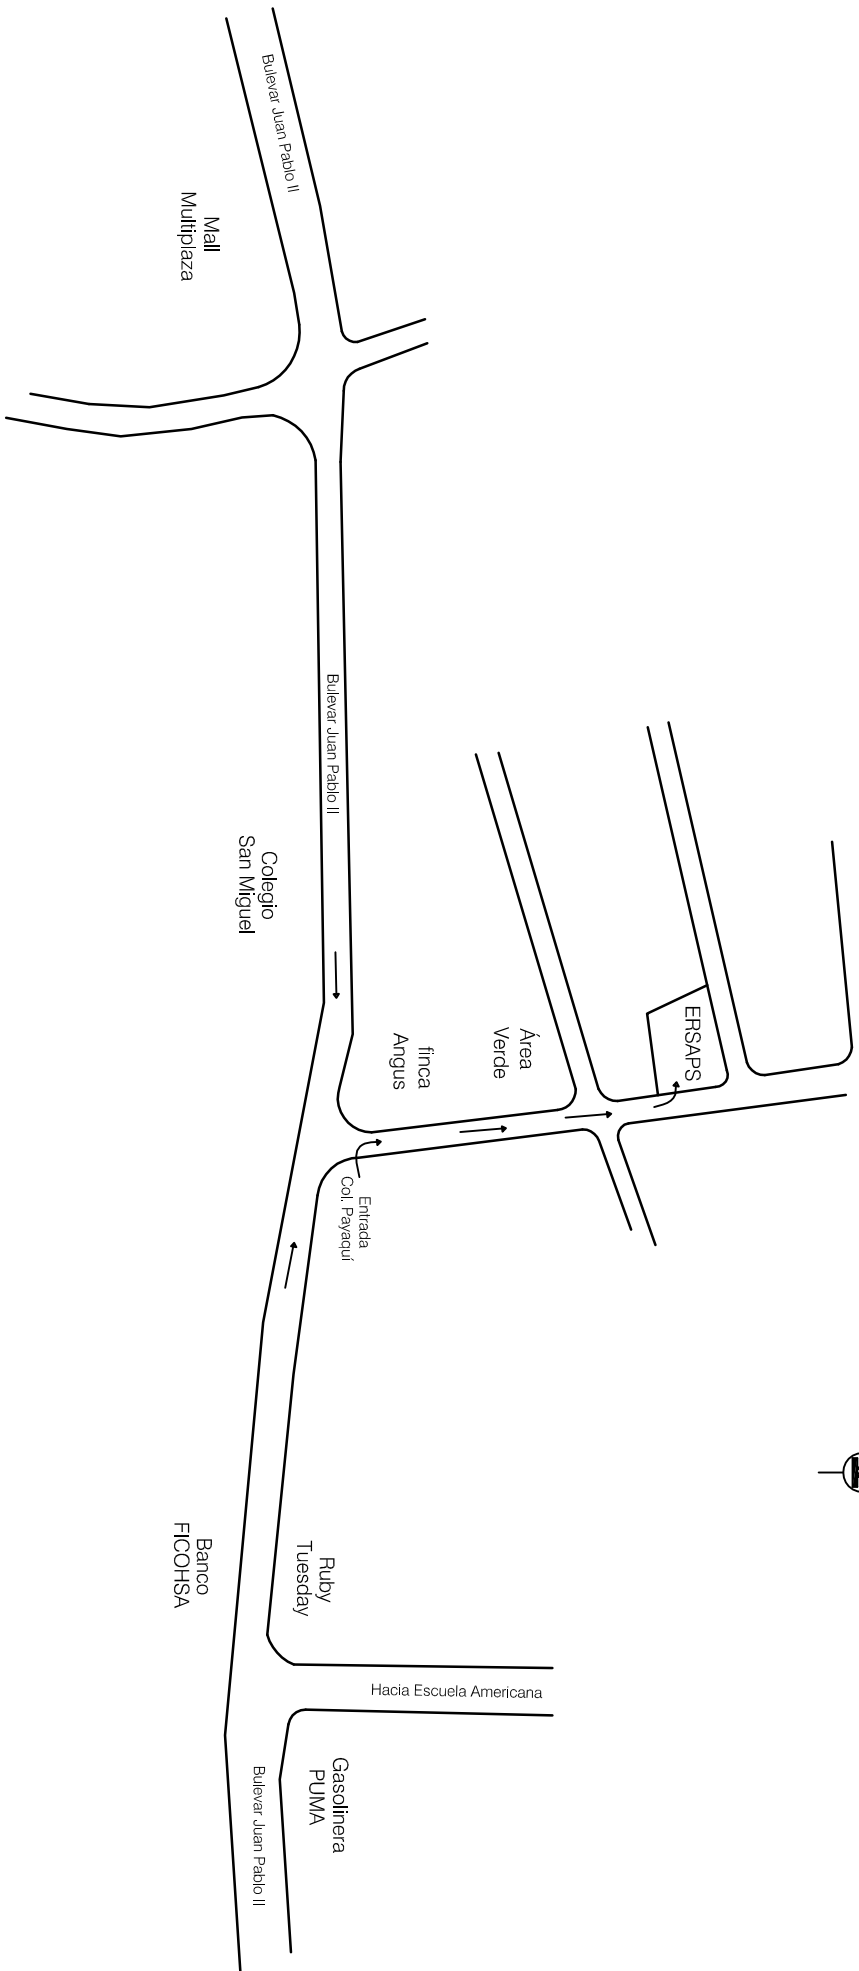 Bulevar Juan Pablo II
Mall
Multiplaza
Bulevar Juan Pablo II
Colegio
San Miguel
finca
Angus
Área
Verde
ERSAPS
Entrada
Col. Payaquí
Ruby
Tuesday
Banco
FICOHSA
Hacia Escuela Americana
Gasolinera
PUMA
Bulevar Juan Pablo II